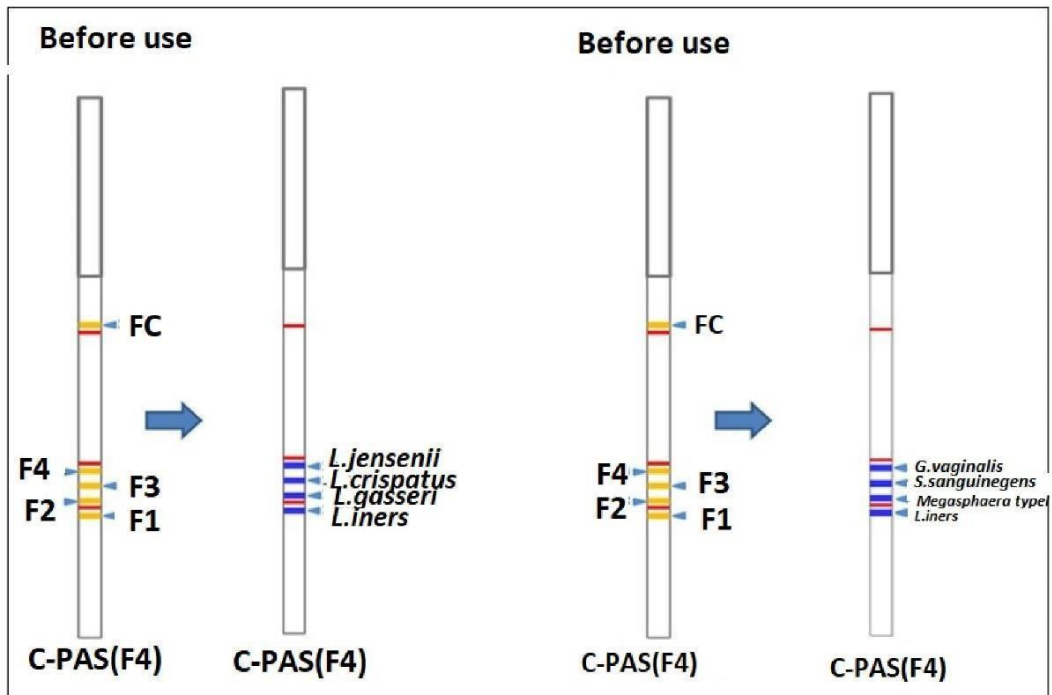 Before use
FC
F4
F3
F2
F1
C-PAS(F4)
L.jensenii
L.crispatus
L.gasseri
L.iners
C-PAS(F4)
Before use
FC
F4
F3
F2
F1
C-PAS(F4)
G.vaginalis
S.sanguinegens
Megasphaera typeI
L.iners
C-PAS(F4)